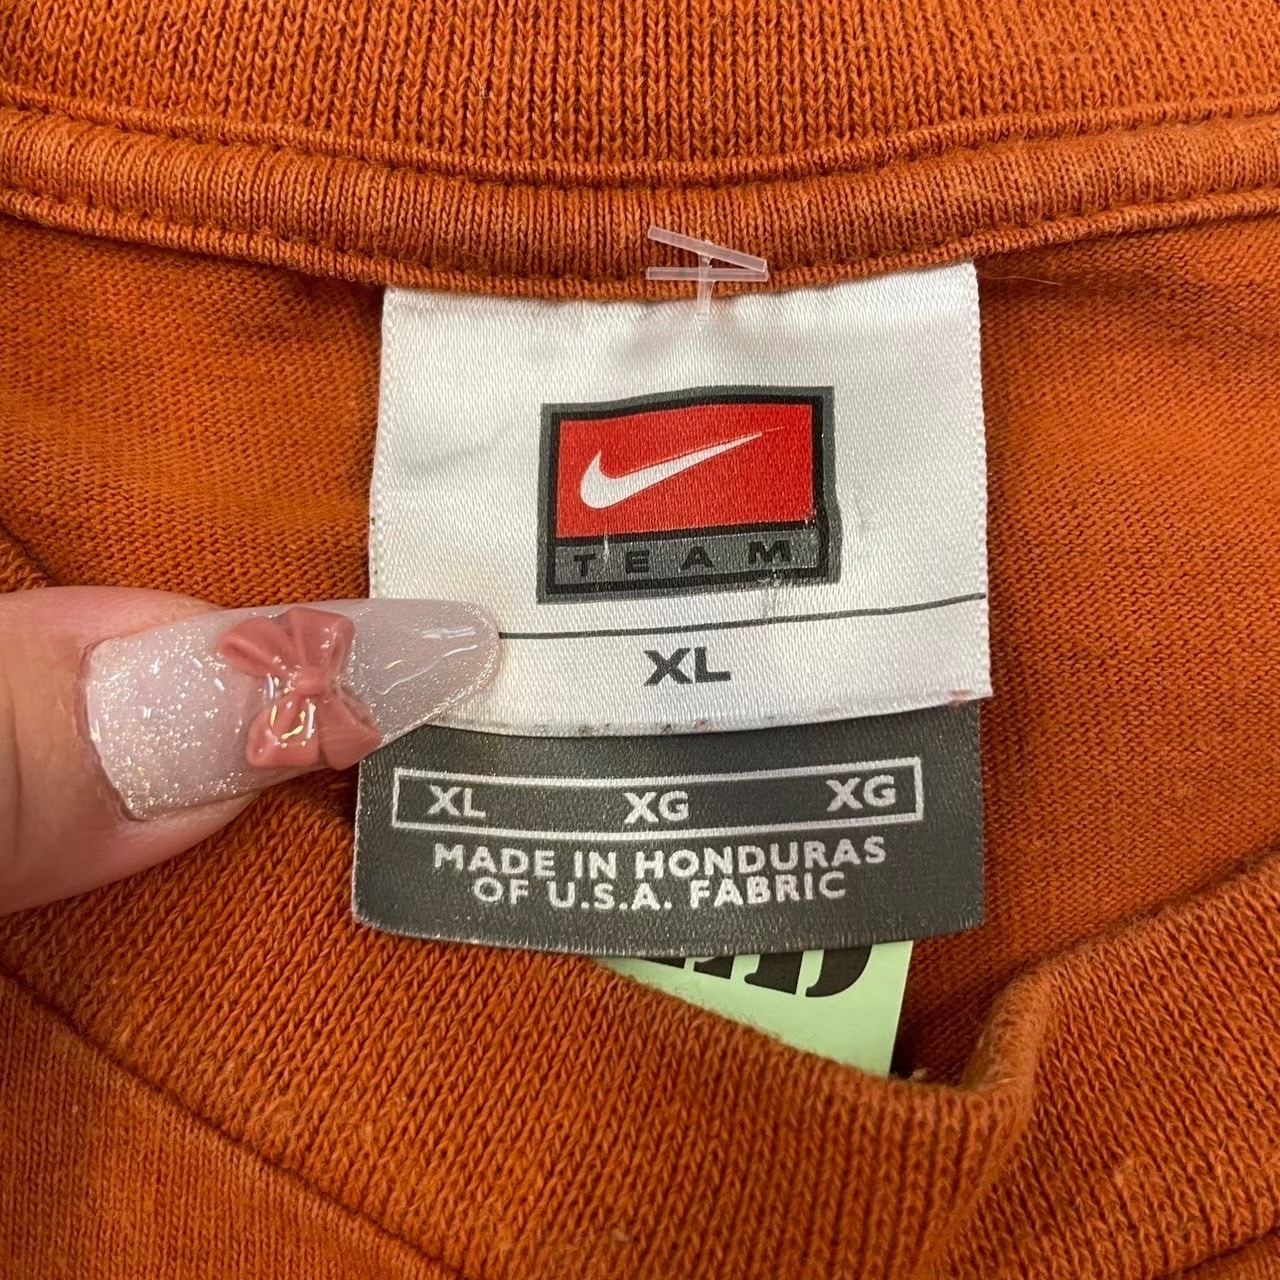 TEAM
XL
XL XG XG
MADE IN HONDURAS
OF U.S.A. FABRIC